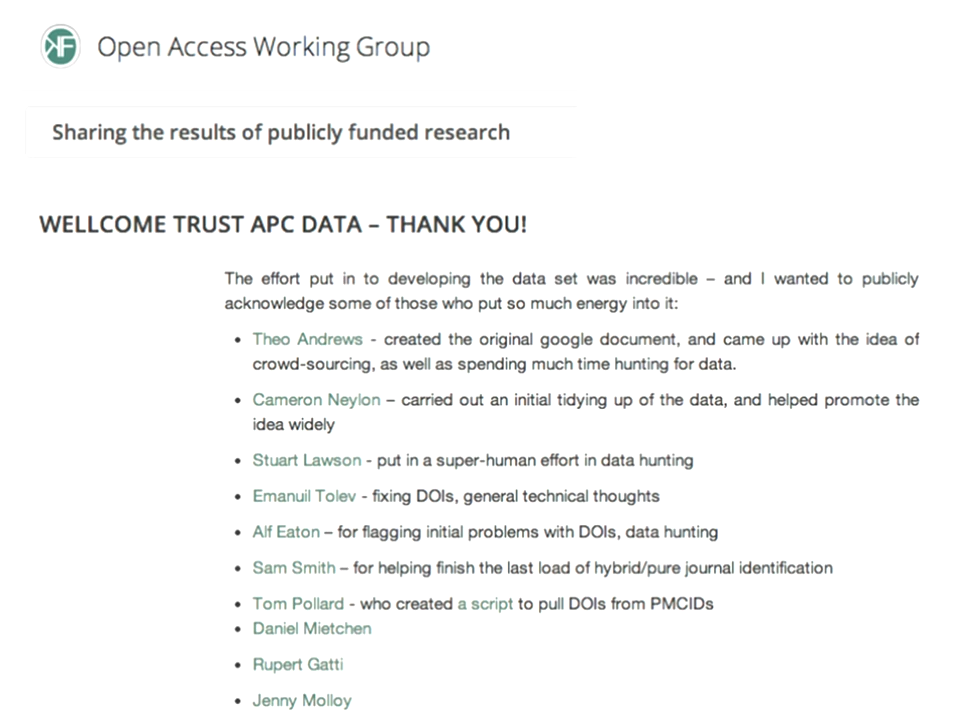 Open Access Working Group
Sharing the results of publicly funded research
WELLCOME TRUST APC DATA – THANK YOU!
The effort put in to developing the data set was incredible – and I wanted to publicly
acknowledge some of those who put so much energy into it:
• Theo Andrews - created the original google document, and came up with the idea of
crowd-sourcing, as well as spending much time hunting for data.
• Cameron Neylon – carried out an initial tidying up of the data, and helped promote the
idea widely
• Stuart Lawson - put in a super-human effort in data hunting
• Emanuil Tolev - fixing DOIs, general technical thoughts
• Alf Eaton – for flagging initial problems with DOIs, data hunting
• Sam Smith – for helping finish the last load of hybrid/pure journal identification
• Tom Pollard - who created a script to pull DOIs from PMCIDs
• Daniel Mietchen
• Rupert Gatti
• Jenny Molloy